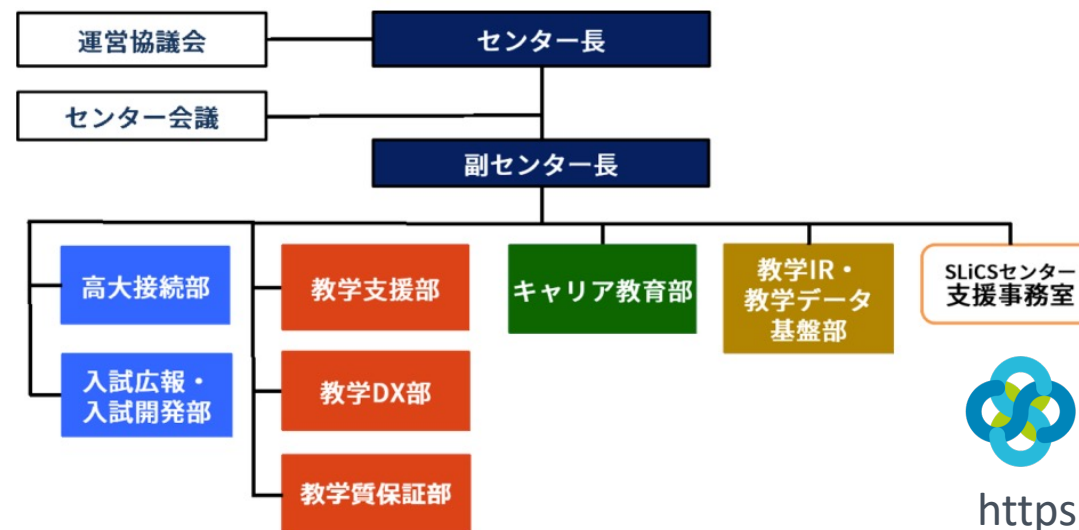 運営協議会
センター長
センター会議
副センター長
高大接続部
教学支援部
キャリア教育部
教学IR・
教学データ
基盤部
SLiCSセンター
支援事務室
入試広報・
入試開発部
教学DX部
教学質保証部
https